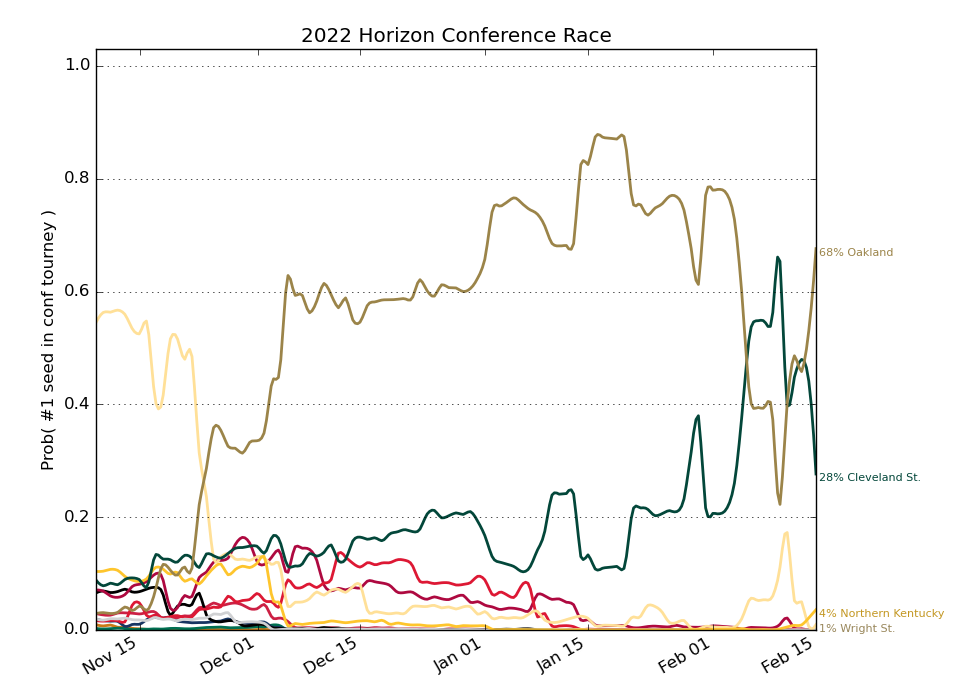 2022 Horizon Conference Race
Prob( #1 seed in conf tourney )
1.0
0.8
0.6
0.4
0.2
0.0
68% Oakland
28% Cleveland St.
4% Northern Kentucky
1% Wright St.
Nov 15
Dec 01
Dec 15
Jan 01
Jan 15
Feb 01
Feb 15